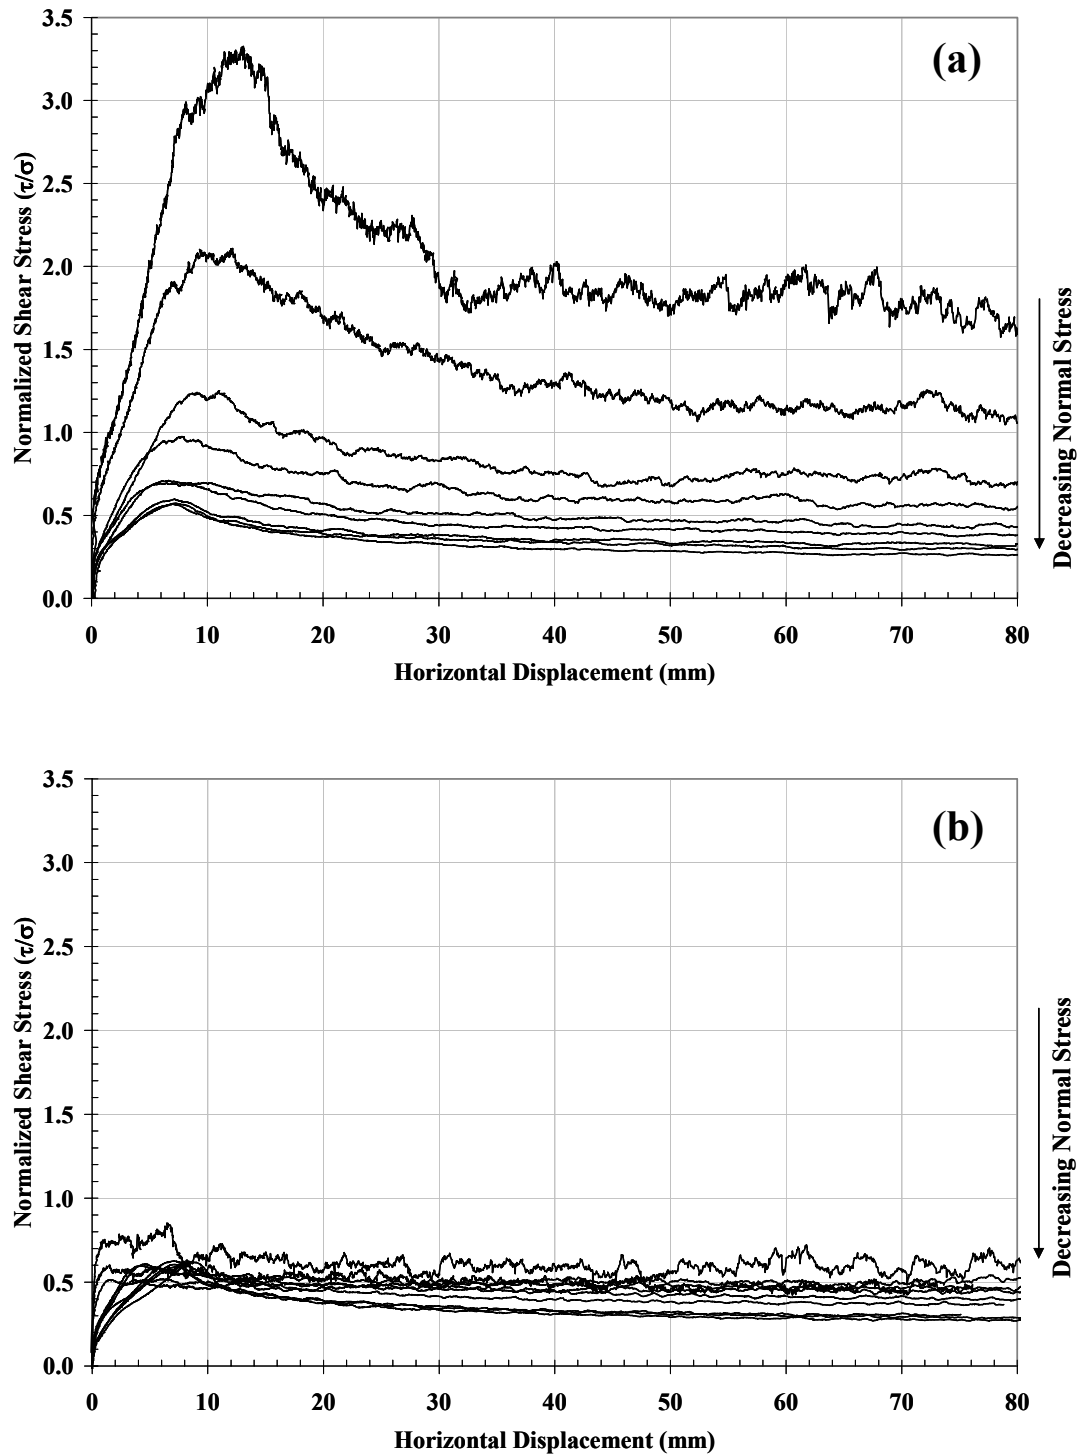 3.5
(a)
3.0
2.5
2.0
1.5
1.0
0.5
0.0
Normalized Shear Stress (τ/σ)
Decreasing Normal Stress
0 10 20 30 40 50 60 70 80
Horizontal Displacement (mm)
3.5
(b)
3.0
2.5
2.0
1.5
1.0
0.5
0.0
Normalized Shear Stress (τ/σ)
Decreasing Normal Stress
0 10 20 30 40 50 60 70 80
Horizontal Displacement (mm)